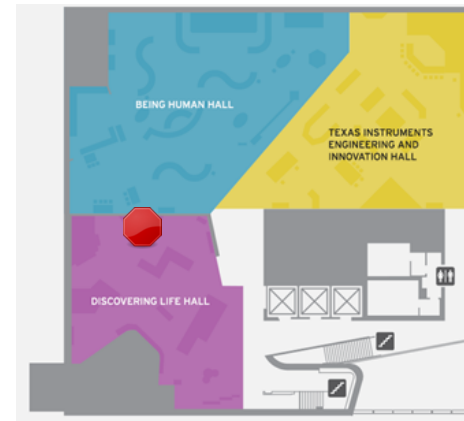 BEING HUMAN HALL
TEXAS INSTRUMENTS
ENGINEERING AND
INNOVATION HALL
DISCOVERING LIFE HALL